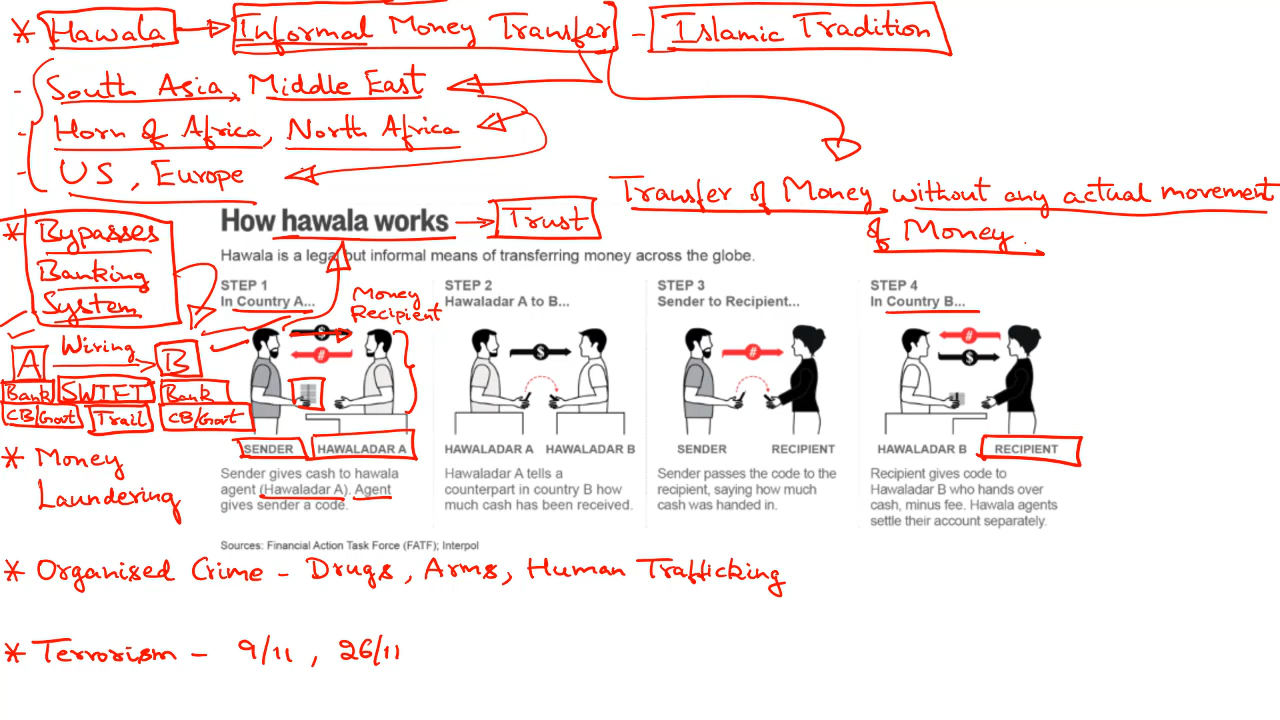 * Hawala → Informal Money Transfer - Islamic Tradition
- South Asia, Middle East
- Horn of Africa, North Africa
- US, Europe
Transfer of Money without any actual movement
of Money.
* Bypasses
Banking
System
A Wiring B
Bank SWIFT Bank
CB/Govt Trail CB/Govt
How hawala works → Trust
Hawala is a legal but informal means of transferring money across the globe.
STEP 1
In Country A...
Money
Recipient
$
#
SENDER HAWALADAR A
Sender gives cash to hawala
agent (Hawaladar A). Agent
gives sender a code.
STEP 2
Hawaladar A to B...
$
HAWALADAR A HAWALADAR B
Hawaladar A tells a
counterpart in country B how
much cash has been received.
STEP 3
Sender to Recipient...
#
SENDER RECIPIENT
Sender passes the code to the
recipient, saying how much
cash was handed in.
STEP 4
In Country B...
#
$
HAWALADAR B RECIPIENT
Recipient gives code to
Hawaladar B who hands over
cash, minus fee. Hawala agents
settle their account separately.
Sources: Financial Action Task Force (FATF); Interpol
* Money
Laundering
* Organised Crime - Drugs, Arms, Human Trafficking
* Terrorism - 9/11, 26/11